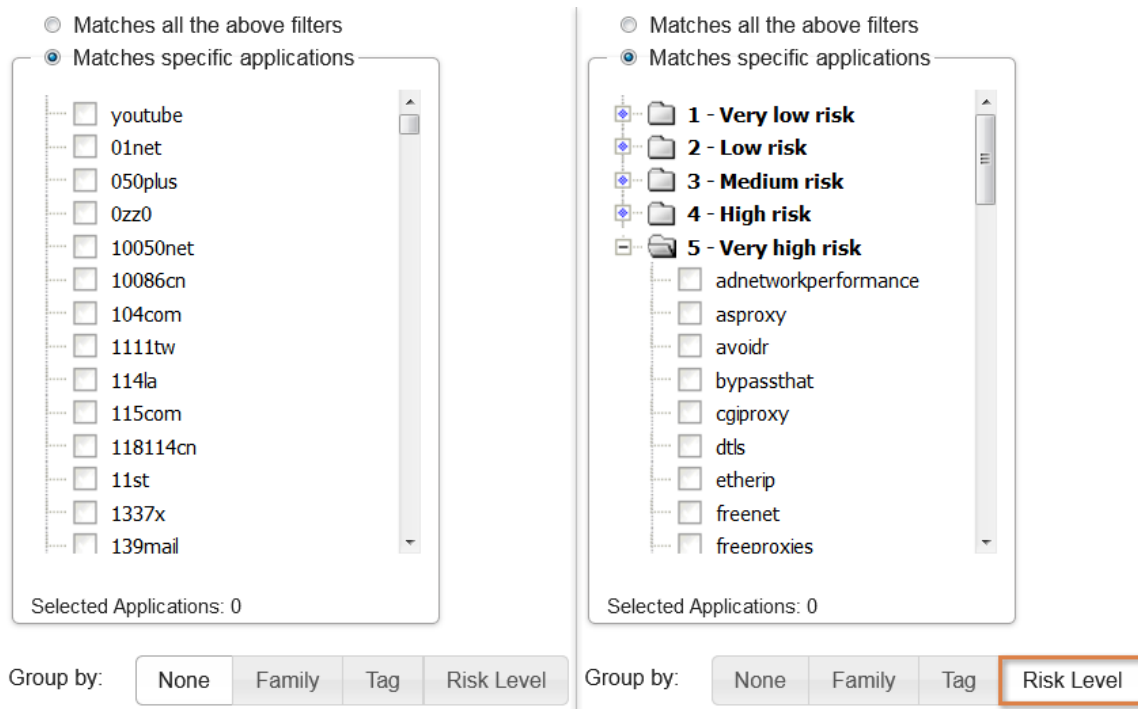 Matches all the above filters
Matches specific applications
youtube
01net
050plus
0zz0
10050net
10086cn
104com
1111tw
114la
115com
118114cn
11st
1337x
139mail
Selected Applications: 0
Group by: None Family Tag Risk Level
Matches all the above filters
Matches specific applications
1 - Very low risk
2 - Low risk
3 - Medium risk
4 - High risk
5 - Very high risk
adnetworkperformance
asproxy
avoidr
bypassthat
cgiproxy
dtls
etherip
freenet
freeproxies
Selected Applications: 0
Group by: None Family Tag Risk Level